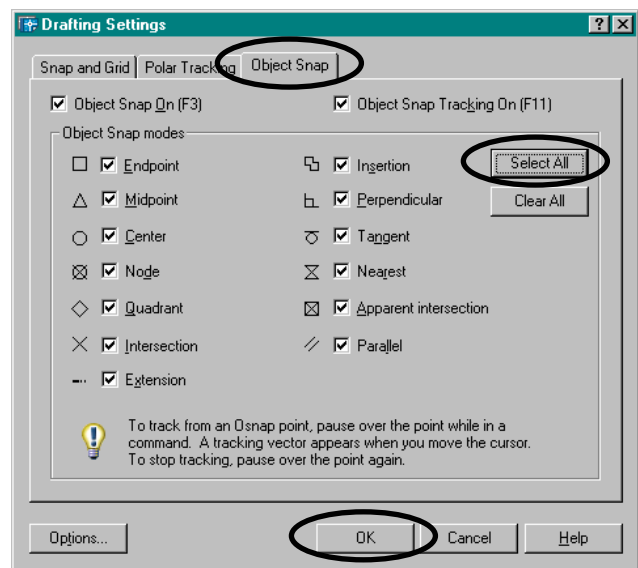 Drafting Settings
Snap and Grid Polar Tracking Object Snap
Object Snap On (F3) Object Snap Tracking On (F11)
Object Snap modes
Endpoint Insertion Select All
Midpoint Perpendicular Clear All
Center Tangent
Node Nearest
Quadrant Apparent intersection
Intersection Parallel
Extension
To track from an Osnap point, pause over the point while in a
command. A tracking vector appears when you move the cursor.
To stop tracking, pause over the point again.
Options... OK Cancel Help